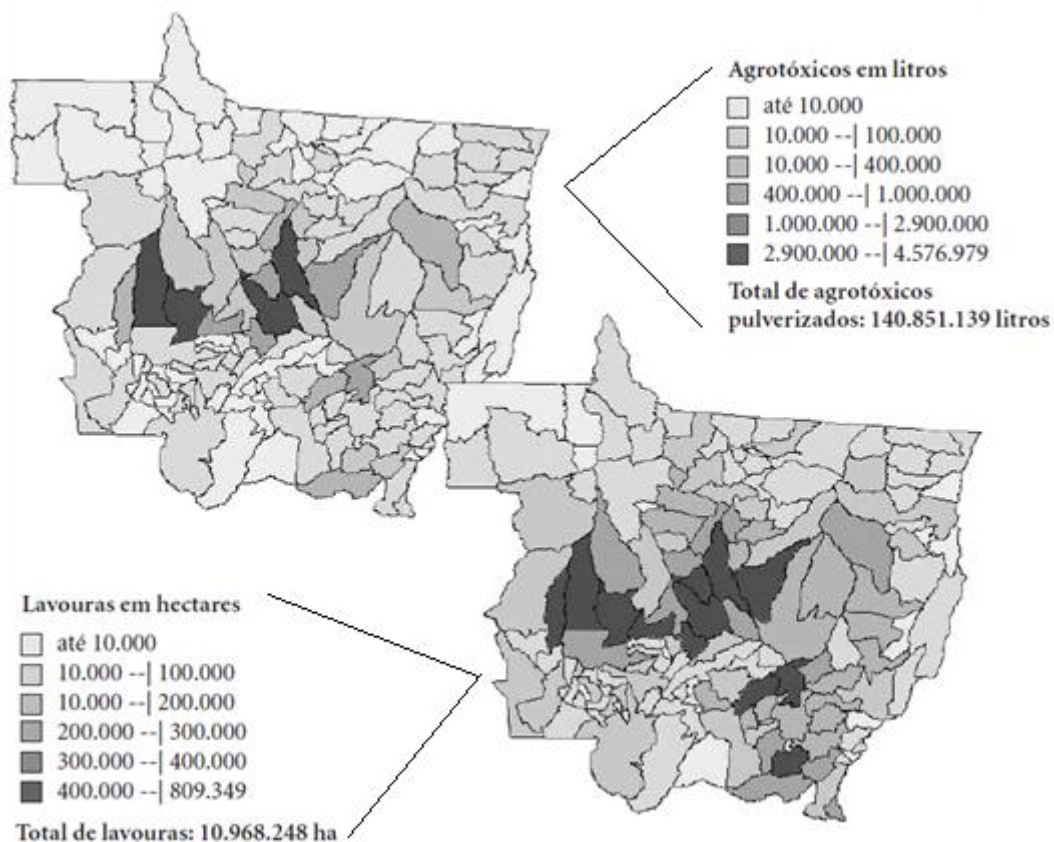 Agrotóxicos em litros
até 10.000
10.000 --| 100.000
10.000 --| 400.000
400.000 --| 1.000.000
1.000.000 --| 2.900.000
2.900.000 --| 4.576.979
Total de agrotóxicos
pulverizados: 140.851.139 litros
Lavouras em hectares
até 10.000
10.000 --| 100.000
10.000 --| 200.000
200.000 --| 300.000
300.000 --| 400.000
400.000 --| 809.349
Total de lavouras: 10.968.248 ha